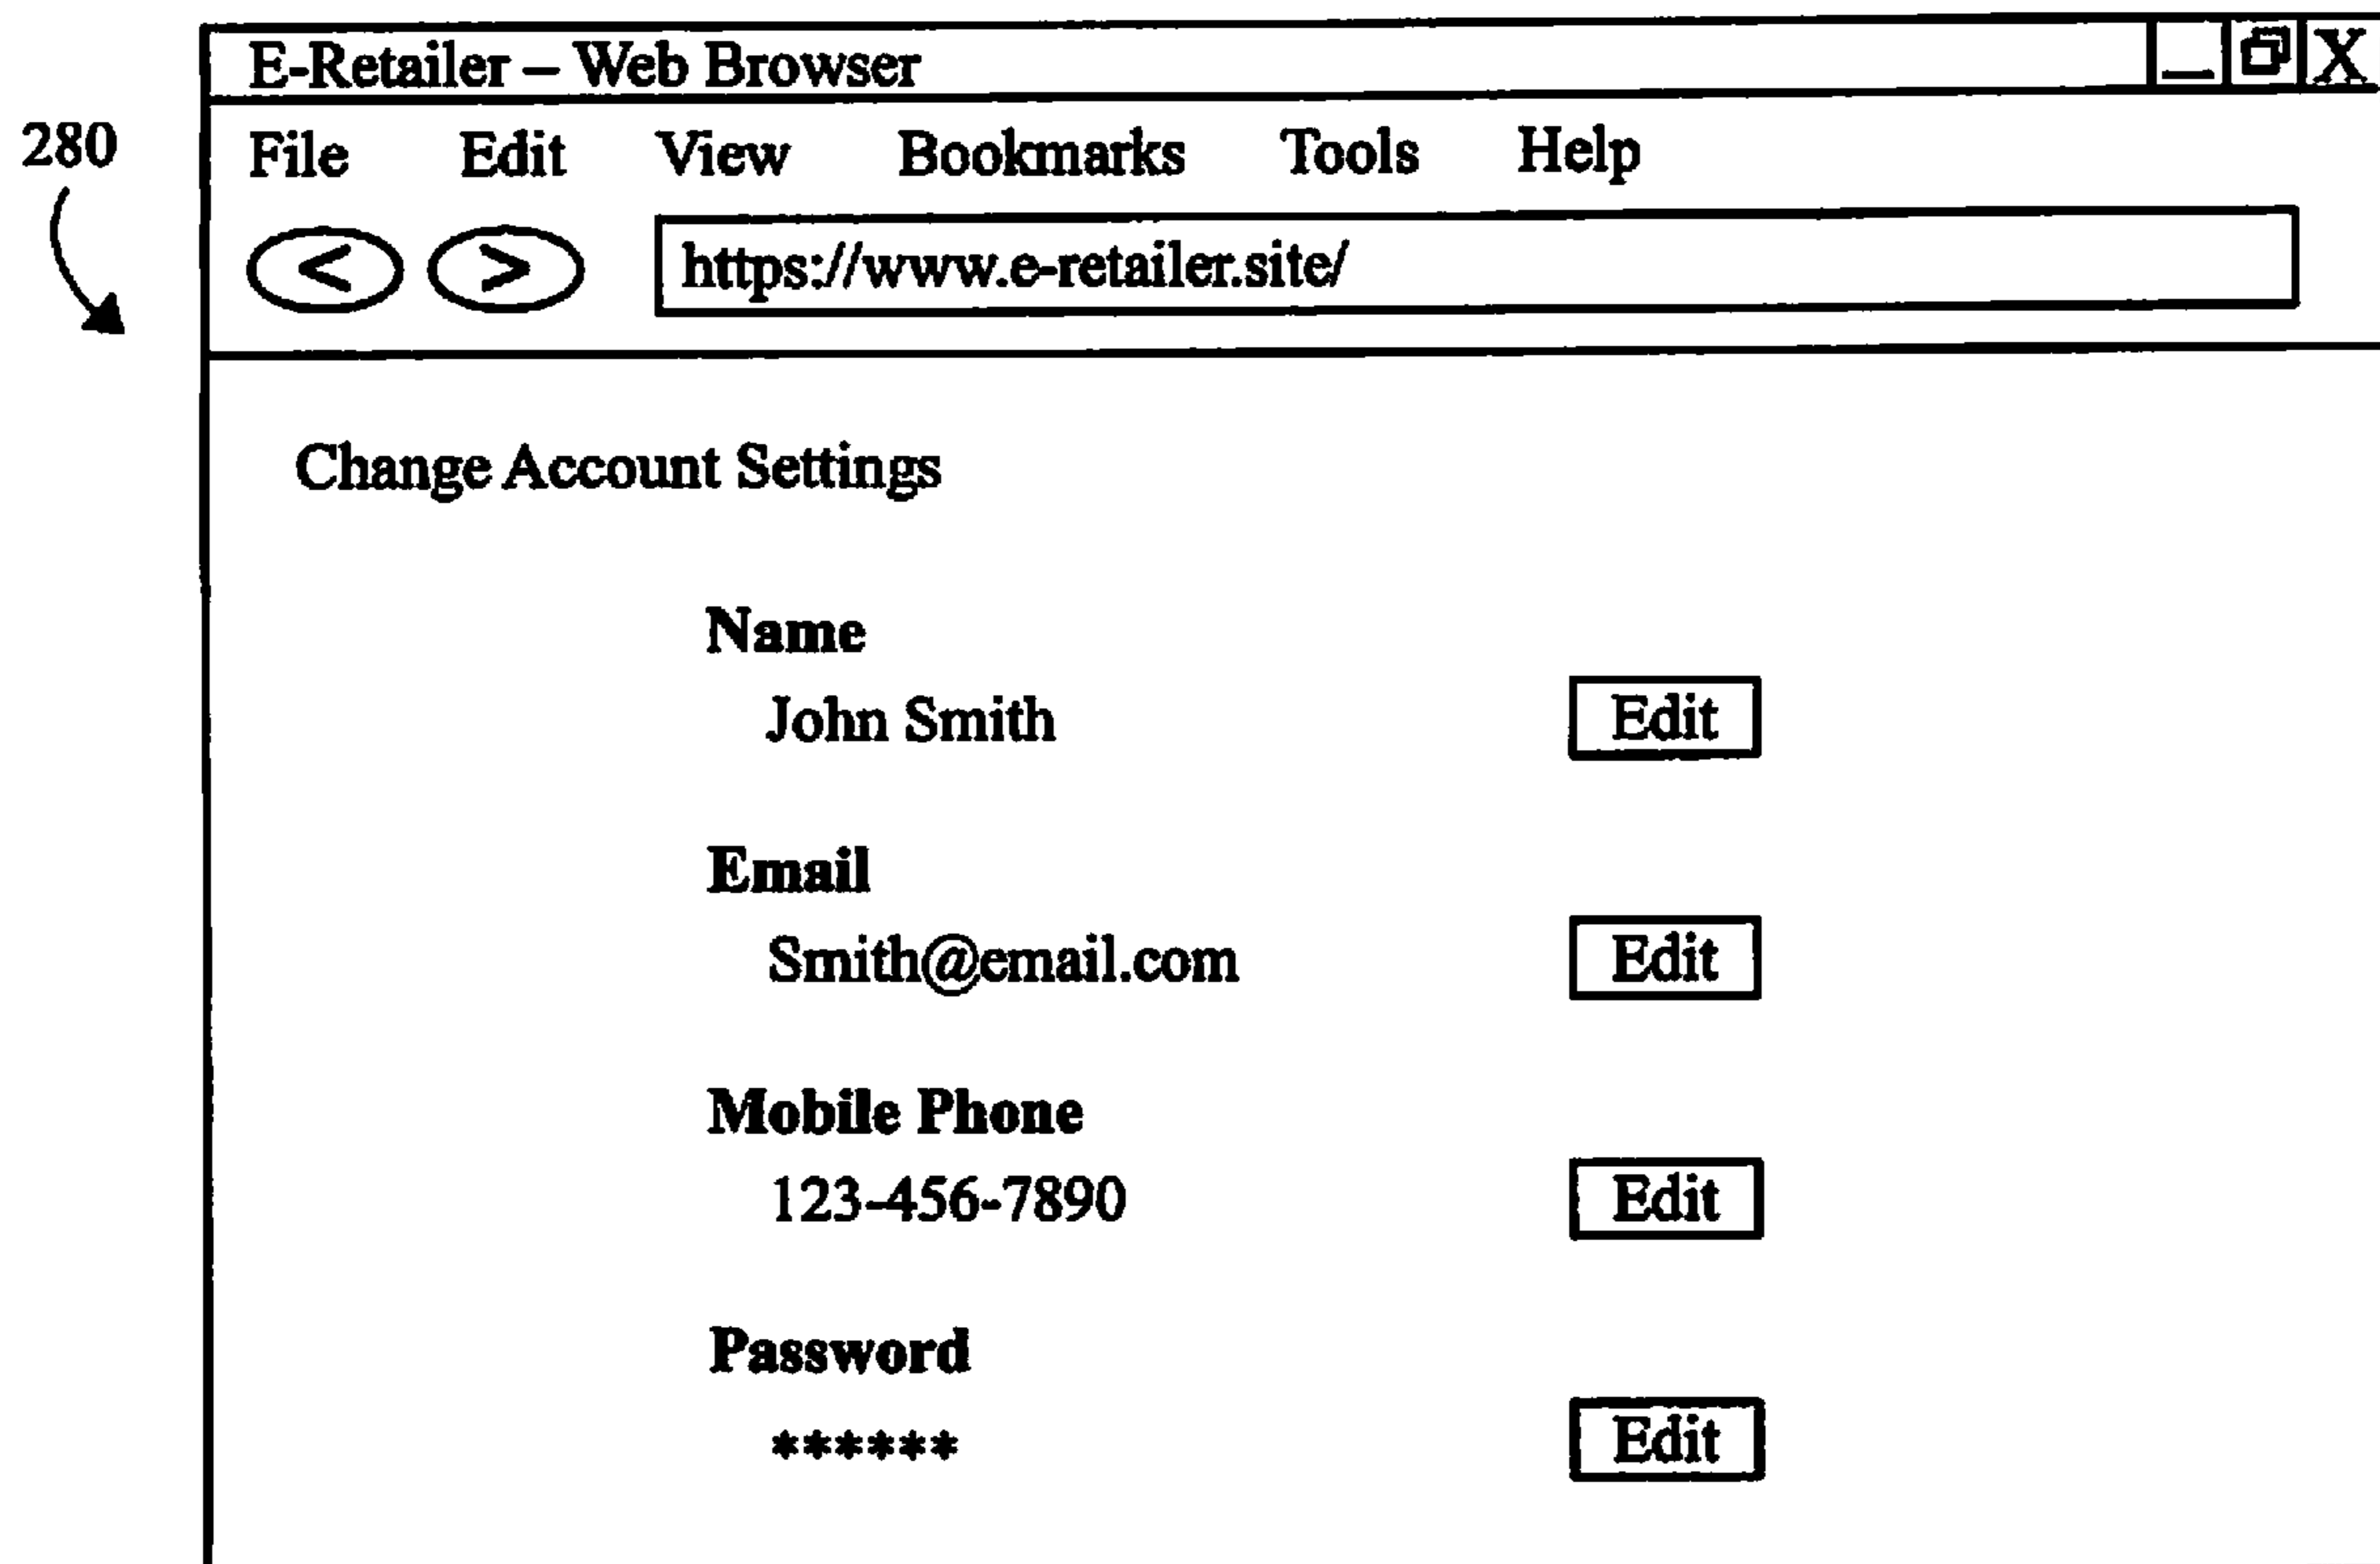 E-Retailer – Web Browser
X
280
File Edit View Bookmarks Tools Help
< >
https://www.e-retailer.site/
Change Account Settings
Name
John Smith Edit
Email
Smith@email.com Edit
Mobile Phone
123-456-7890 Edit
Password
****** Edit